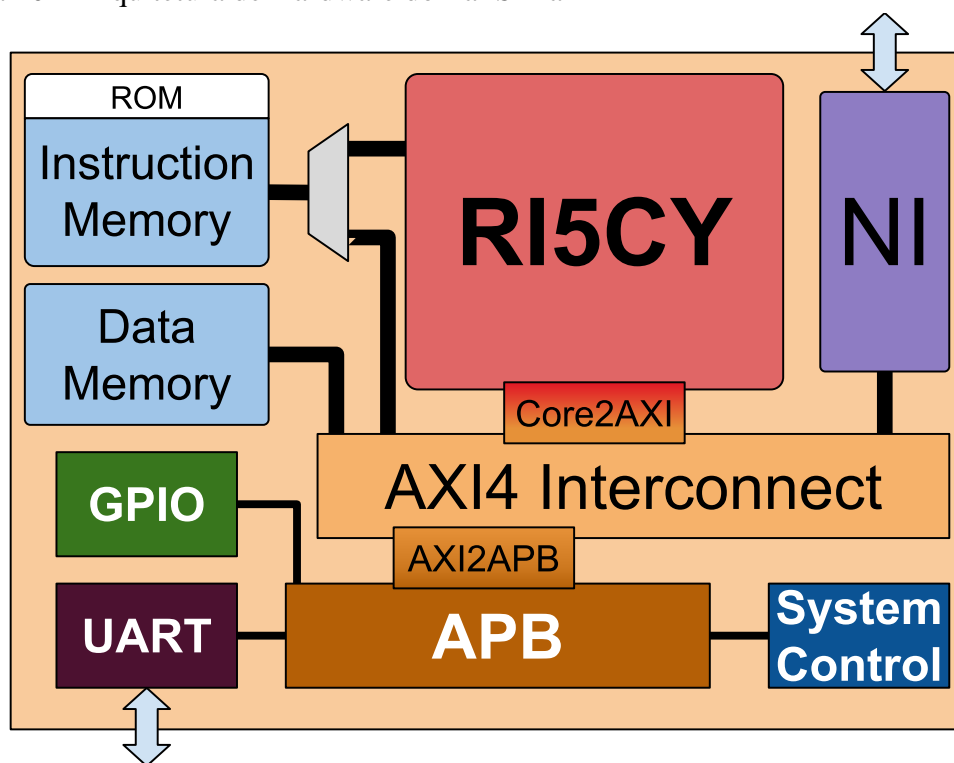 ROM
Instruction
Memory
RI5CY
NI
Data
Memory
Core2AXI
AXI4 Interconnect
GPIO
AXI2APB
UART
APB
System
Control